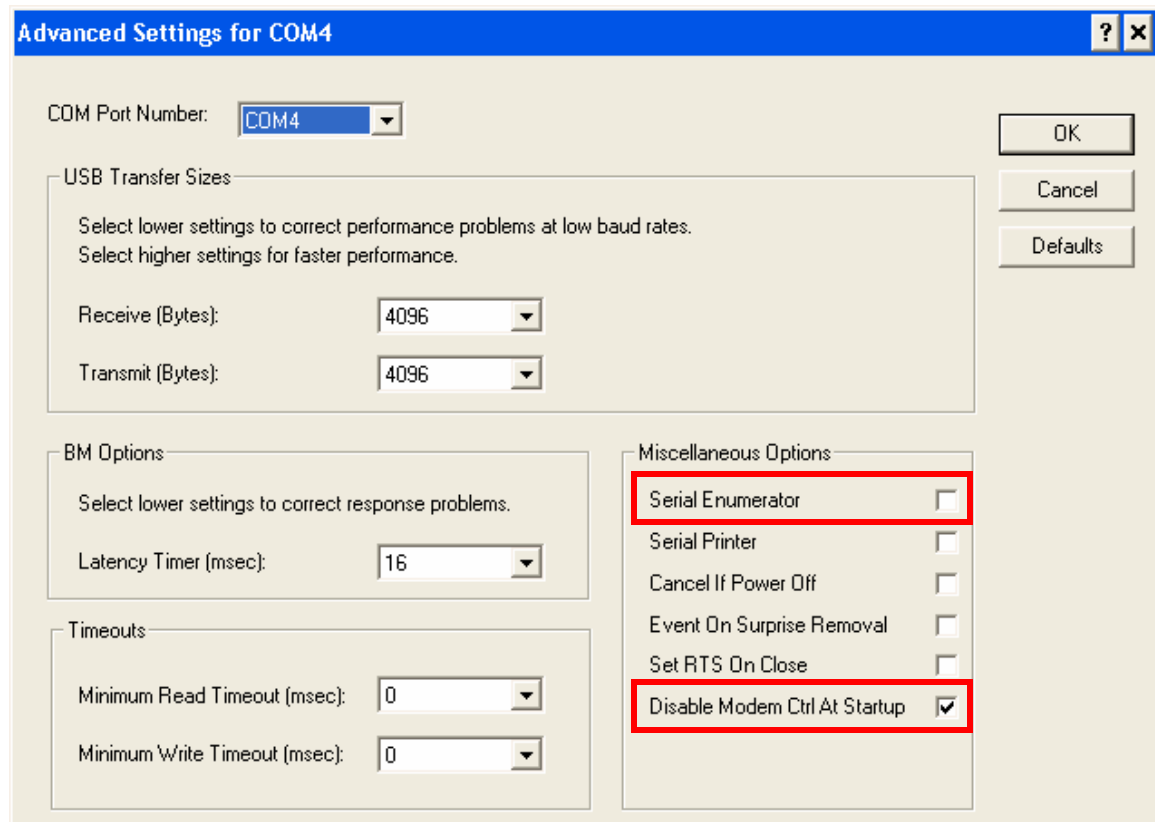 Advanced Settings for COM4
?
COM Port Number:
COM4
OK
Cancel
Defaults
USB Transfer Sizes
Select lower settings to correct performance problems at low baud rates.
Select higher settings for faster performance.
Receive (Bytes):
4096
Transmit (Bytes):
4096
BM Options
Select lower settings to correct response problems.
Latency Timer (msec):
16
Timeouts
Minimum Read Timeout (msec):
0
Minimum Write Timeout (msec):
0
Miscellaneous Options
Serial Enumerator
Serial Printer
Cancel If Power Off
Event On Surprise Removal
Set RTS On Close
Disable Modem Ctrl At Startup